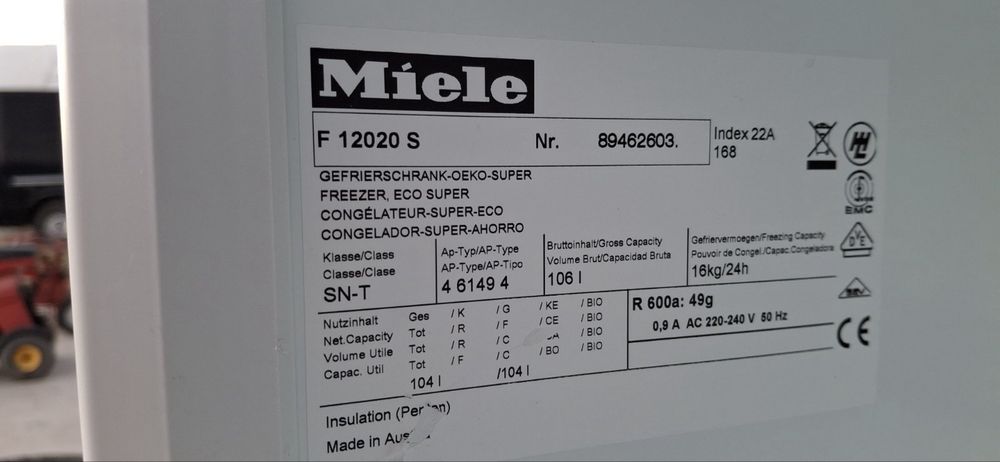 Miele
F 12020 S Nr. 89462603. Index 22A
168
GEFRIERSCHRANK-OEKO-SUPER
FREEZER, ECO SUPER
CONGÉLATEUR-SUPER-ECO
CONGELADOR-SUPER-AHORRO
EMC
VDE
Klasse/Class
Classe/Clase
SN-T
Ap-Typ/AP-Type
AP-Type/AP-Tipo
4 6149 4
Bruttoinhalt/Gross Capacity
Volume Brut/Capacidad Bruta
106 l
Gefriervermoegen/Freezing Capacity
Pouvoir de Congel./Capac.Congeladora
16kg/24h
Nutzinhalt Ges / K / G / KE / BIO
Net.Capacity Tot / R / F / CE / BIO
Volume Utile Tot / R / C / BIO
Capac. Util Tot / F / C / BO / BIO
104 l /104 l
R 600a: 49g
0,9 A AC 220-240 V 50 Hz
CE
Insulation
Made in